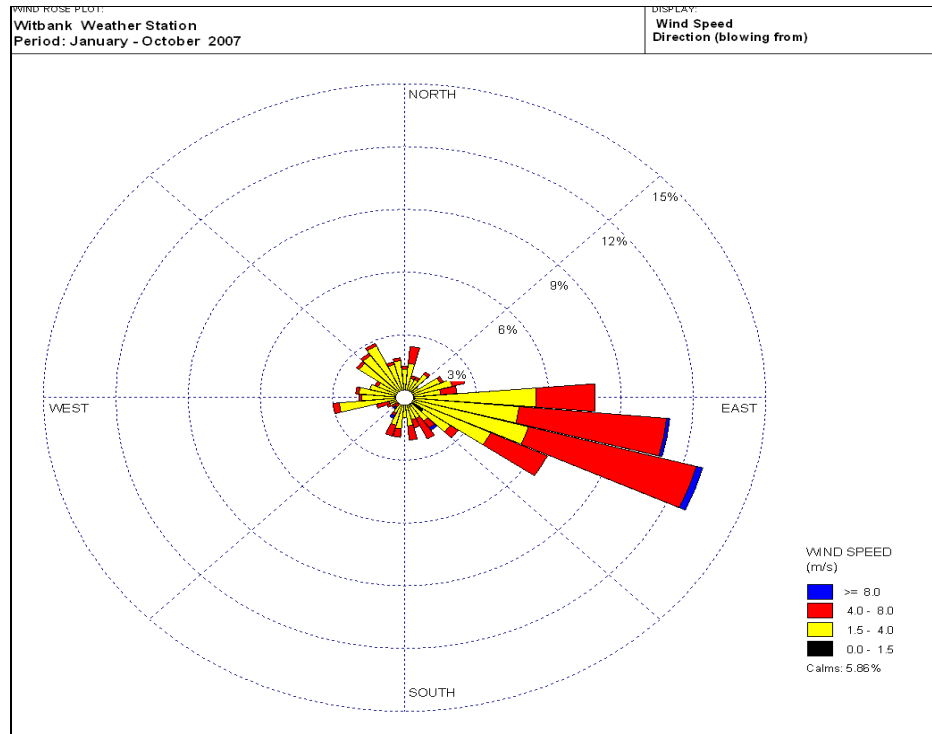 WIND ROSE PLOT:
Witbank Weather Station
Period: January - October 2007
DISPLAY:
Wind Speed
Direction (blowing from)
NORTH
15%
12%
9%
6%
3%
WEST
EAST
SOUTH
WIND SPEED
(m/s)
>= 8.0
4.0 - 8.0
1.5 - 4.0
0.0 - 1.5
Calms: 5.86%